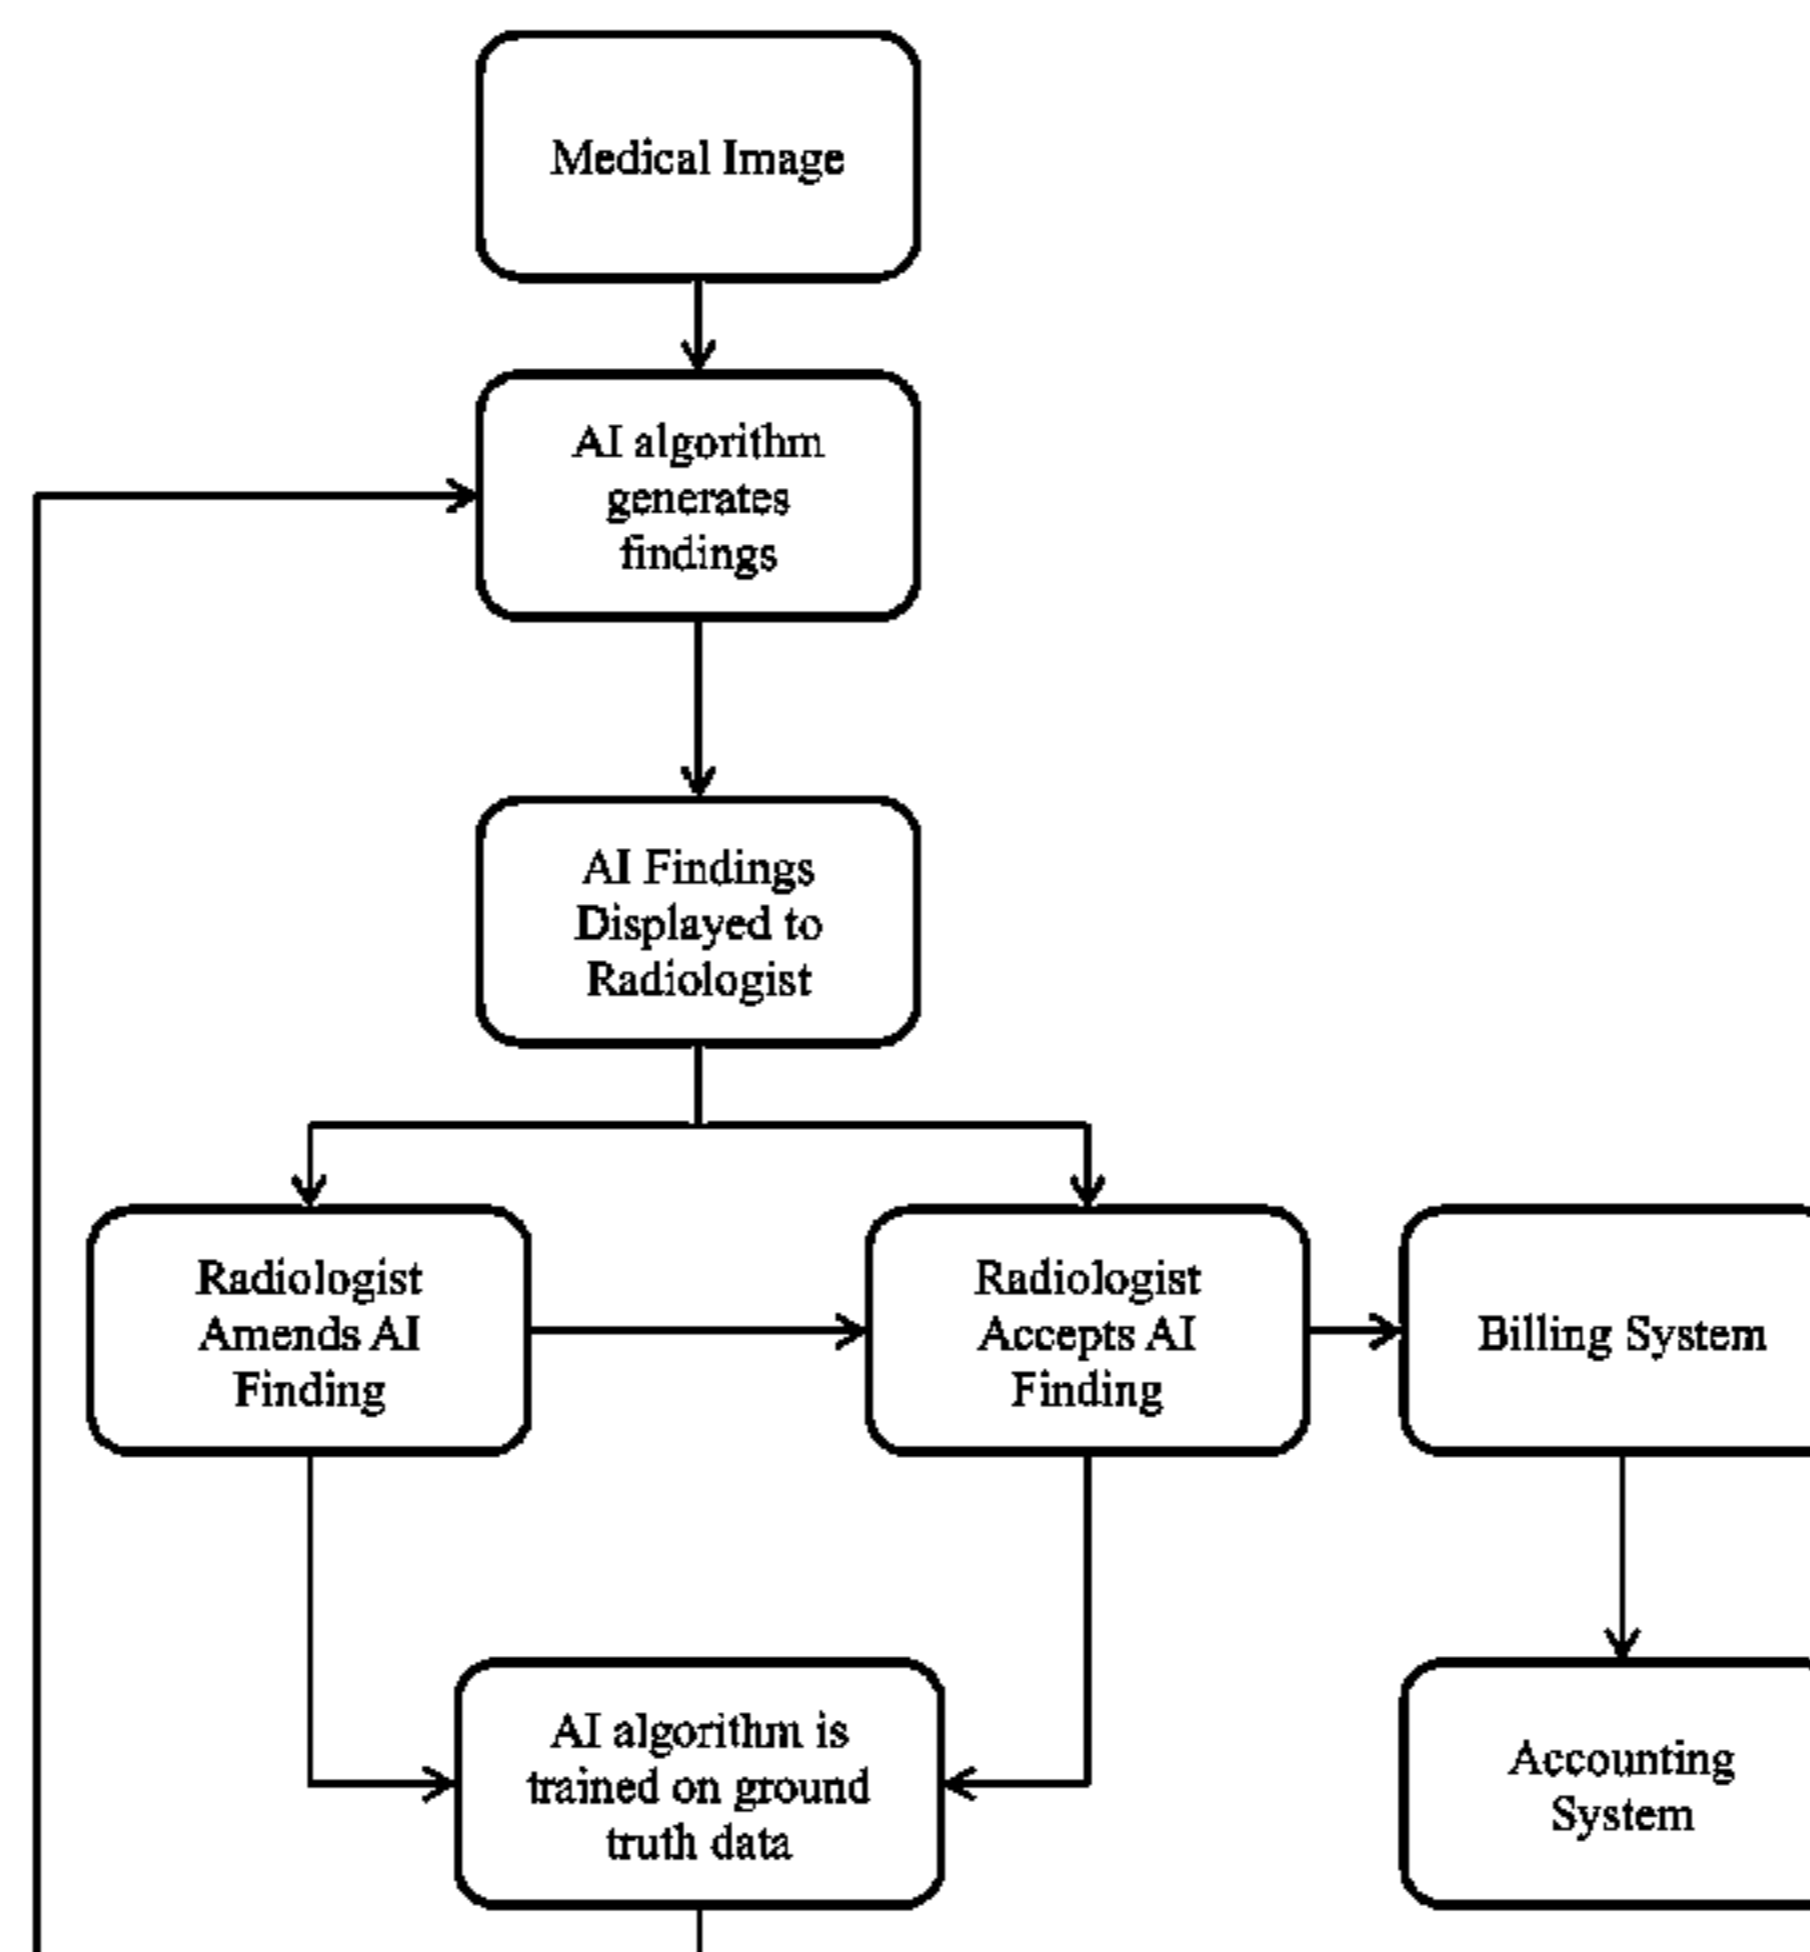 Medical Image
AI algorithm
generates
findings
AI Findings
Displayed to
Radiologist
Radiologist
Amends AI
Finding
Radiologist
Accepts AI
Finding
Billing System
AI algorithm is
trained on ground
truth data
Accounting
System